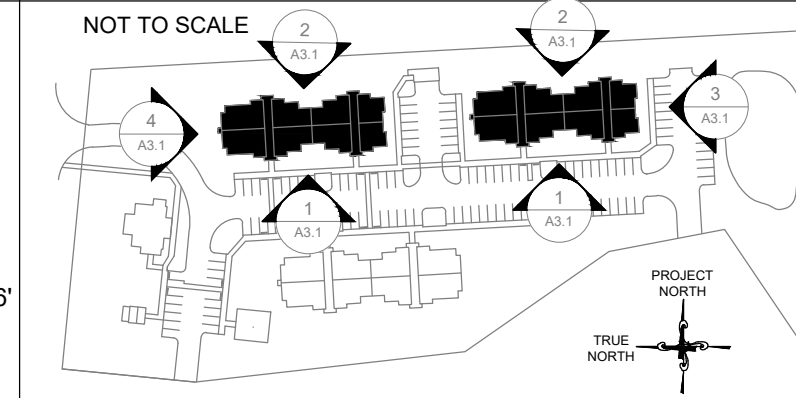 NOT TO SCALE
2
A3.1
2
A3.1
4
A3.1
3
A3.1
1
A3.1
1
A3.1
6'
PROJECT
NORTH
TRUE
NORTH